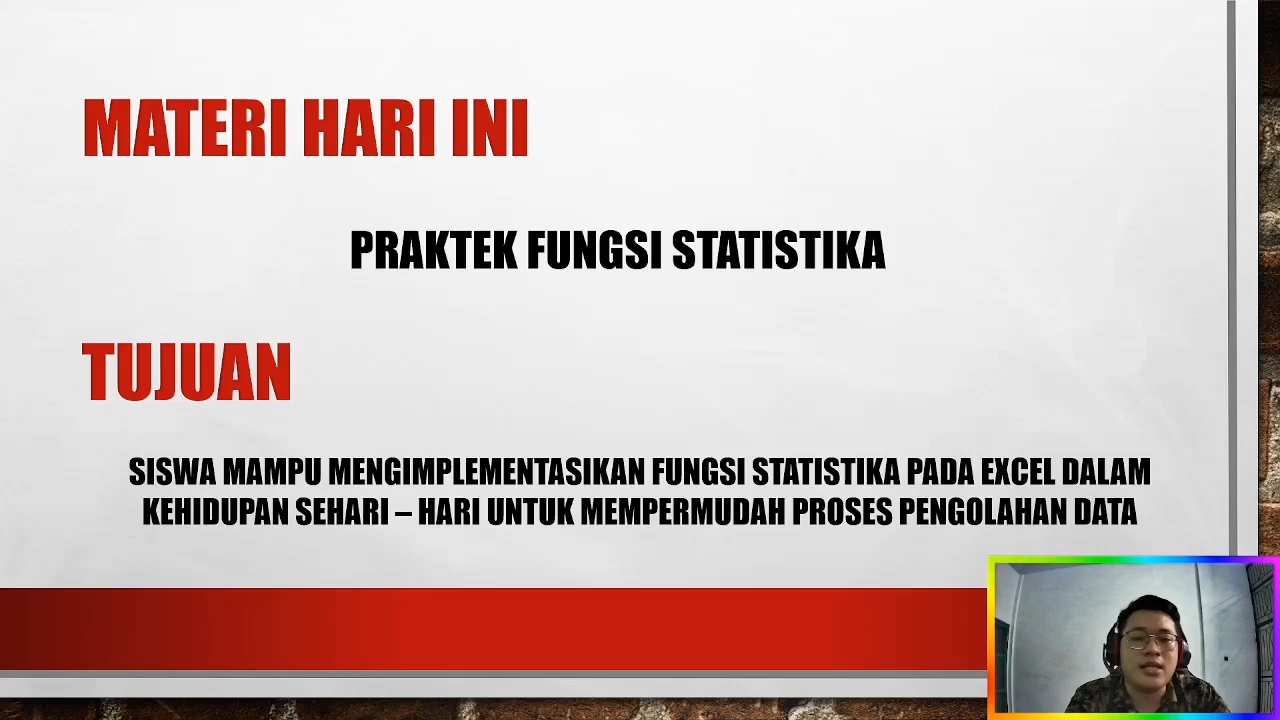 MATERI HARI INI
PRAKTEK FUNGSI STATISTIKA
TUJUAN
SISWA MAMPU MENGIMPLEMENTASIKAN FUNGSI STATISTIKA PADA EXCEL DALAM
KEHIDUPAN SEHARI – HARI UNTUK MEMPERMUDAH PROSES PENGOLAHAN DATA